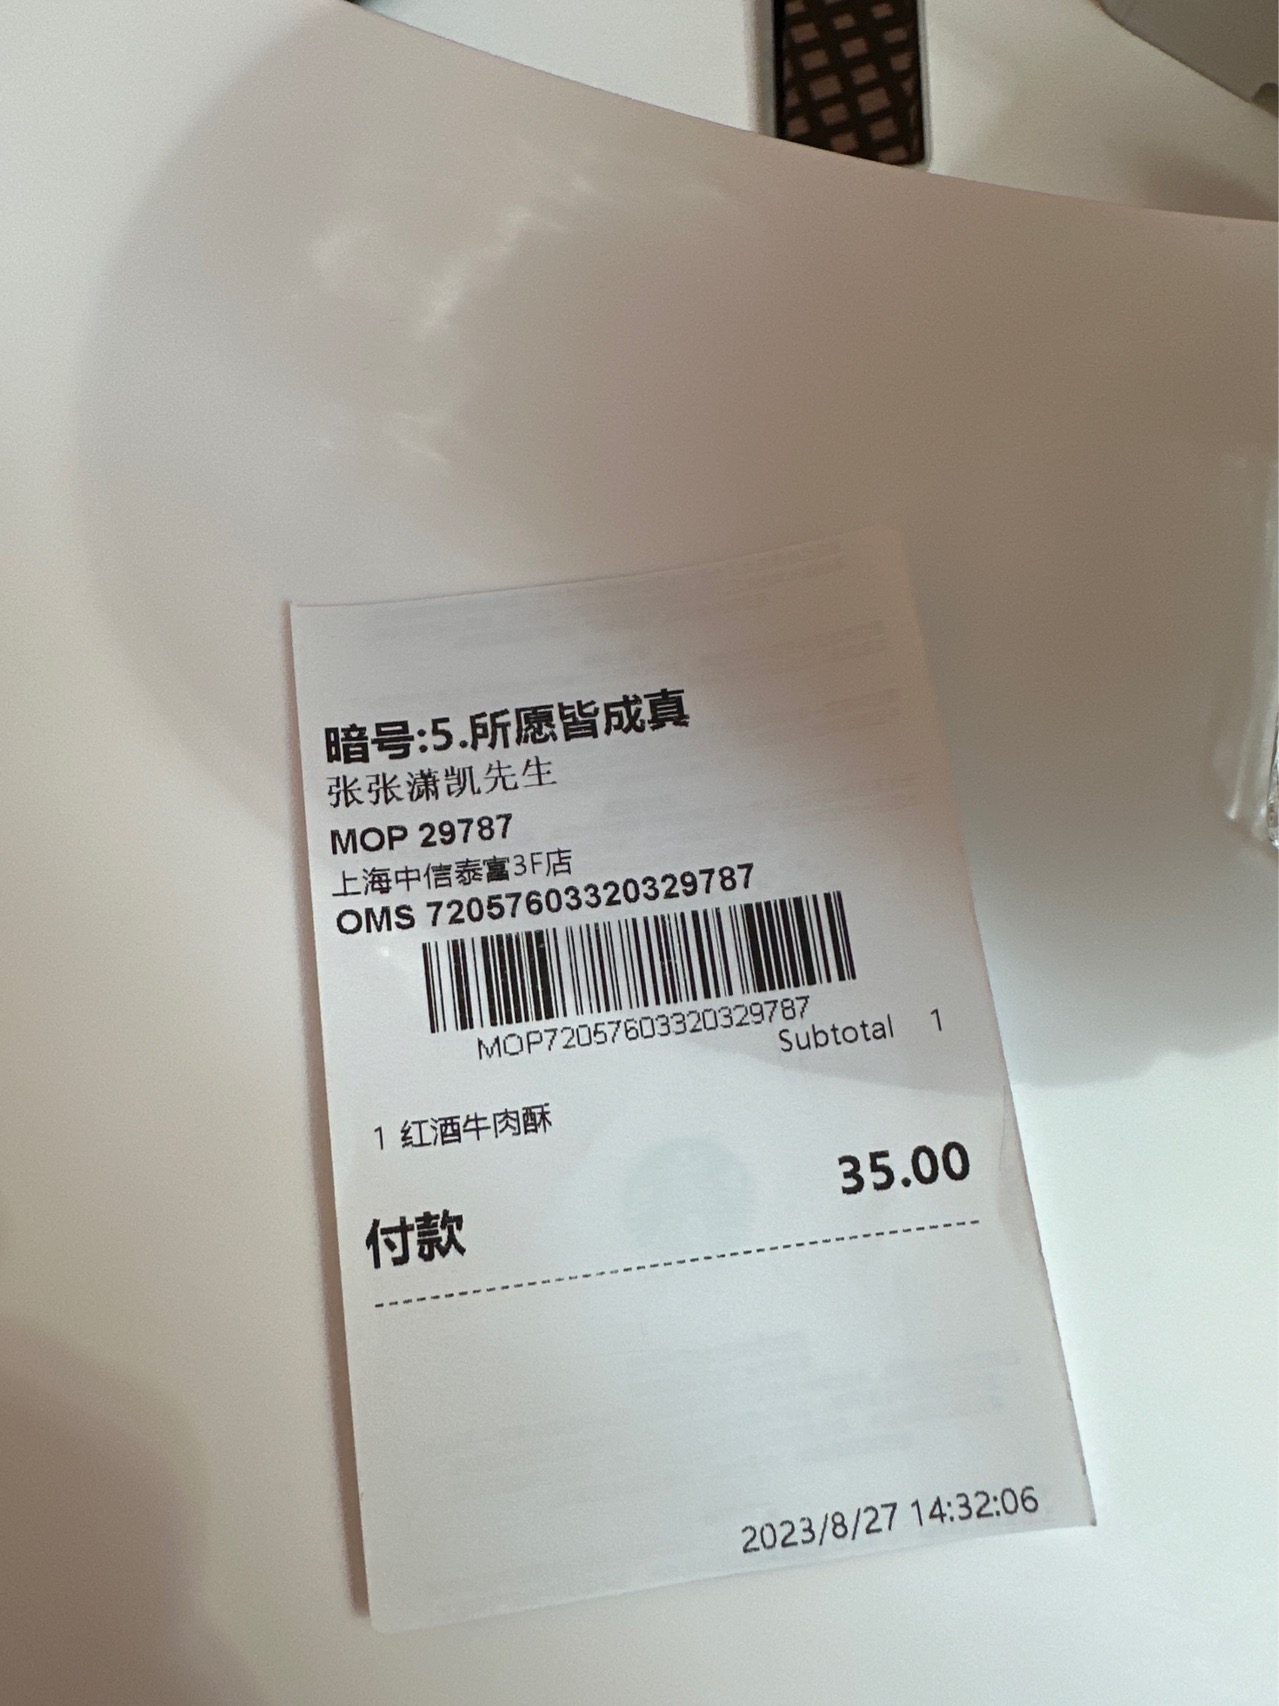 暗号:5.所愿皆成真
张张潇凯先生
MOP 29787
上海中信泰富3F店
OMS 72057603320329787
MOP72057603320329787
Subtotal 1
1 红酒牛肉酥
35.00
付款
2023/8/27 14:32:06